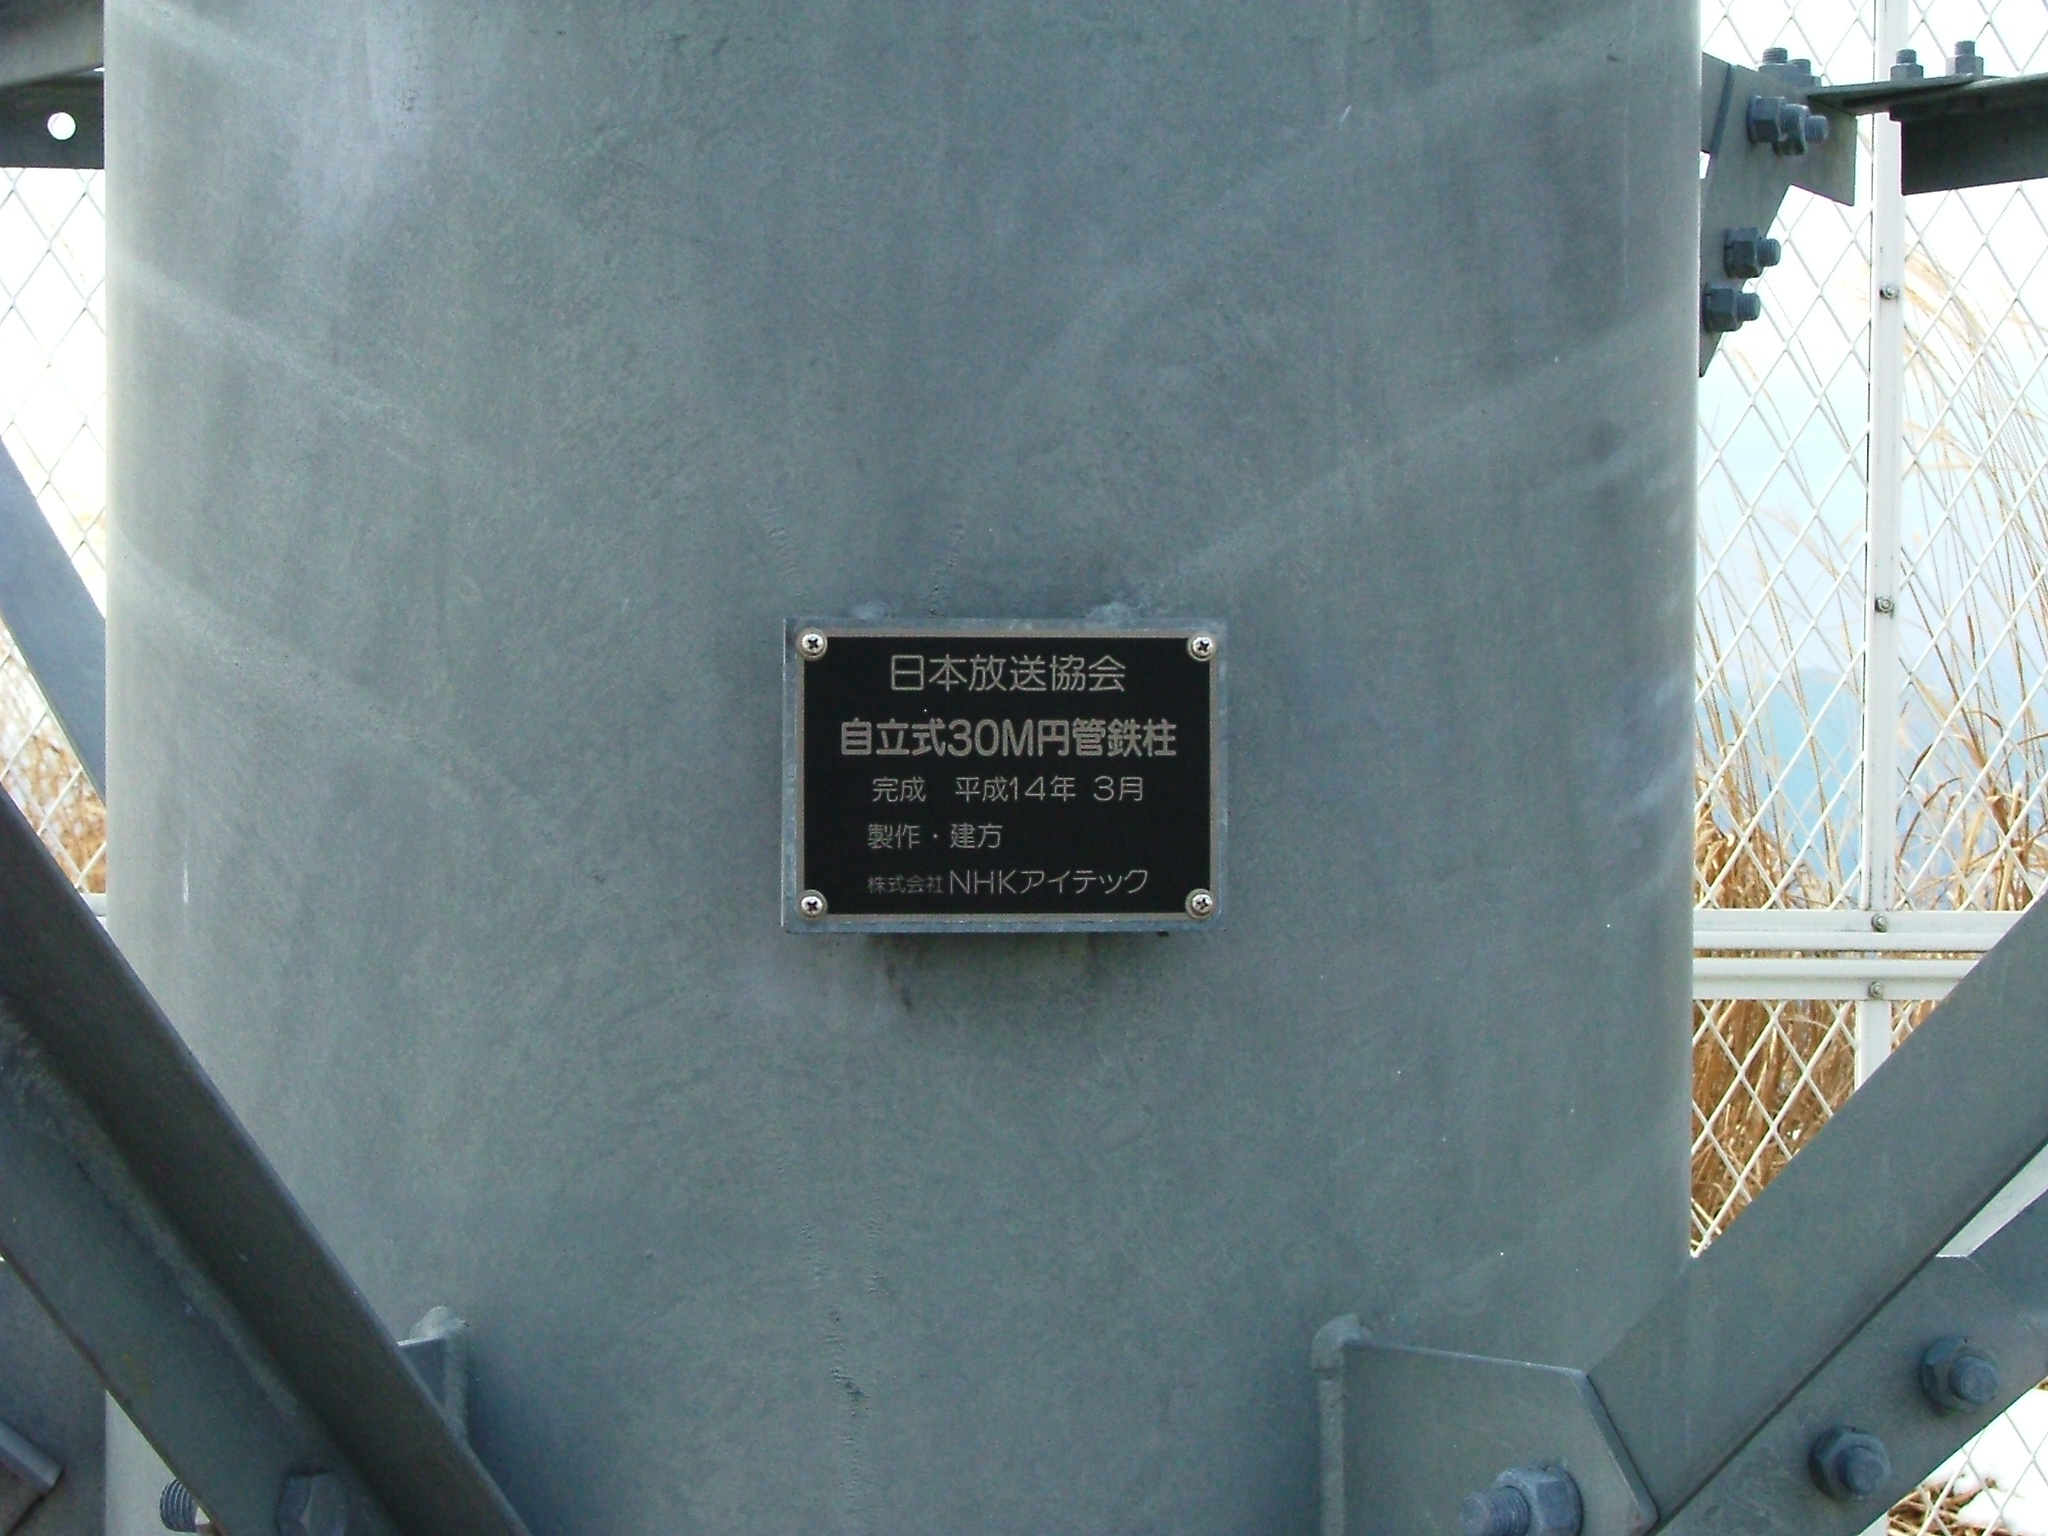 日本放送協会
自立式30M円管鉄柱
完成　平成14年 3月
製作・建方
株式会社 NHKアイテック